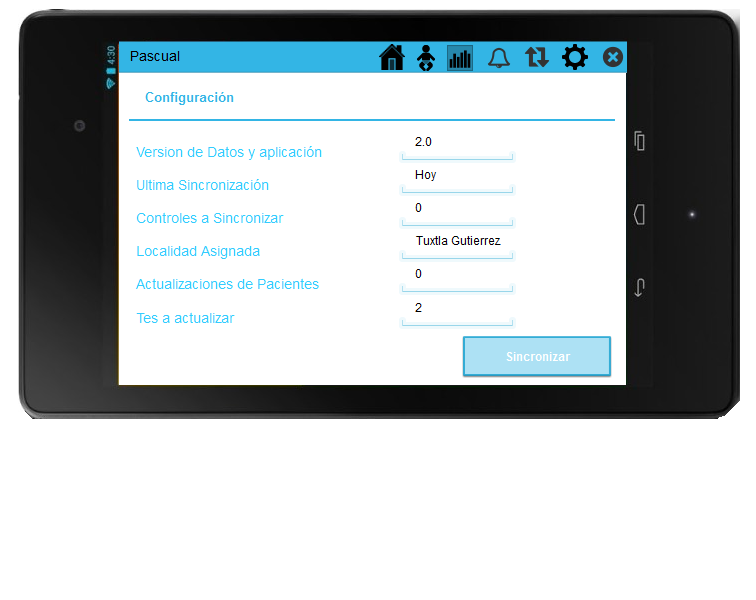 4:30
Pascual
Configuración
Version de Datos y aplicación 2.0
Ultima Sincronización Hoy
Controles a Sincronizar 0
Localidad Asignada Tuxtla Gutierrez
Actualizaciones de Pacientes 0
Tes a actualizar 2
Sincronizar